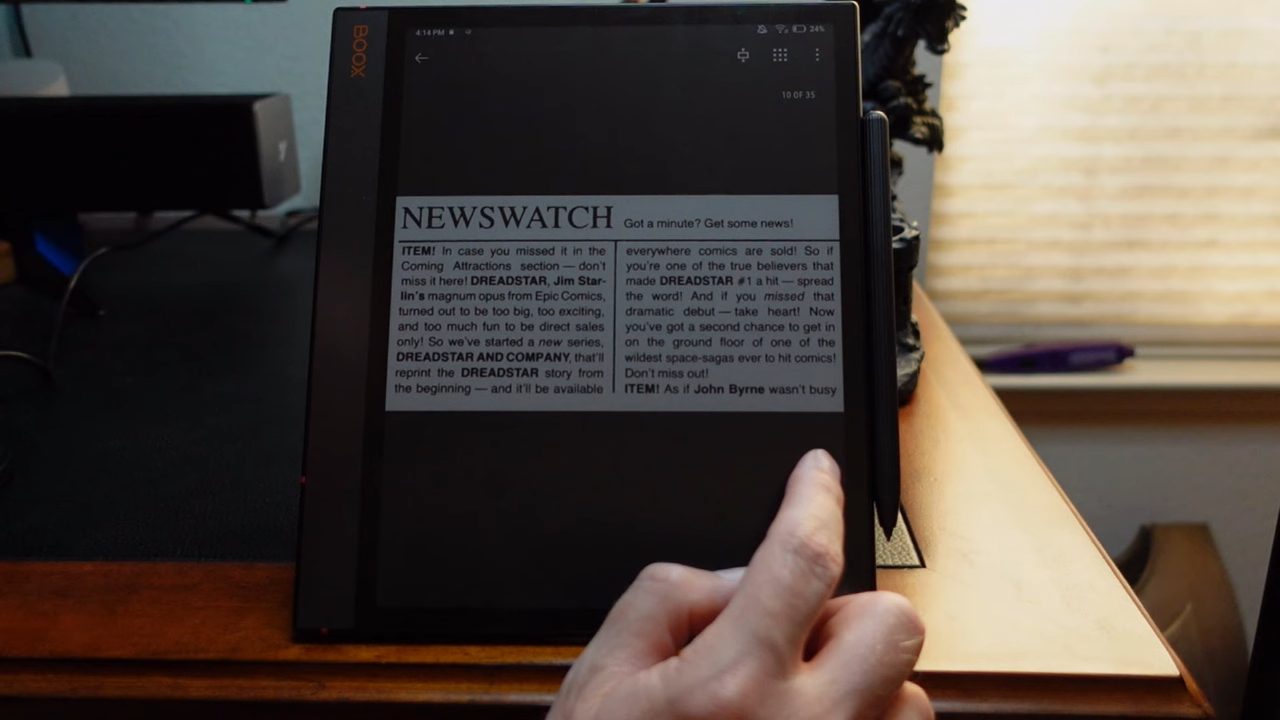 BOOX
4:14 PM
24%
10 OF 35
NEWSWATCH Got a minute? Get some news!
ITEM! In case you missed it in the
Coming Attractions section — don't
miss it here! DREADSTAR, Jim Star-
lin's magnum opus from Epic Comics,
turned out to be too big, too exciting,
and too much fun to be direct sales
only! So we've started a new series,
DREADSTAR AND COMPANY, that'll
reprint the DREADSTAR story from
the beginning — and it'll be available
everywhere comics are sold! So if
you're one of the true believers that
made DREADSTAR #1 a hit — spread
the word! And if you missed that
dramatic debut — take heart! Now
you've got a second chance to get in
on the ground floor of one of the
wildest space-sagas ever to hit comics!
Don't miss out!
ITEM! As if John Byrne wasn't busy